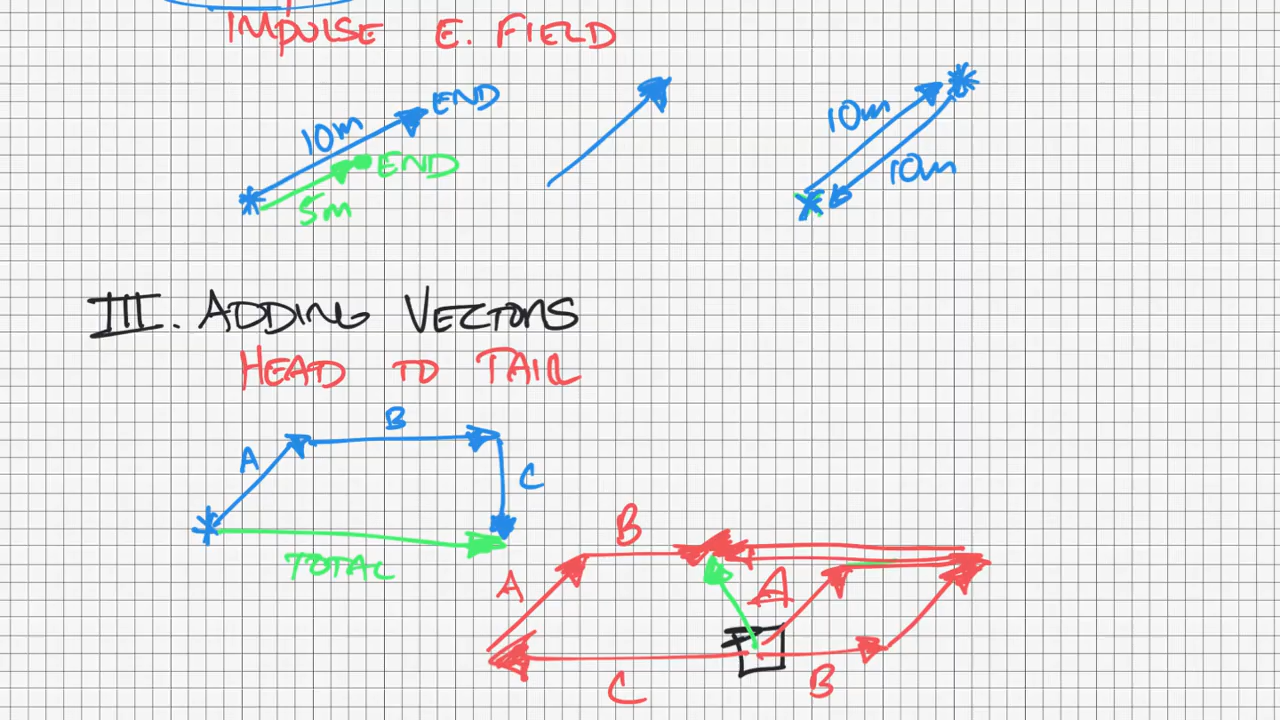 IMPULSE E. FIELD
10m END
END
5m
10m
10m
III. ADDING VECTORS
HEAD TO TAIL
B
A
C
TOTAL
B
A
A
C
B